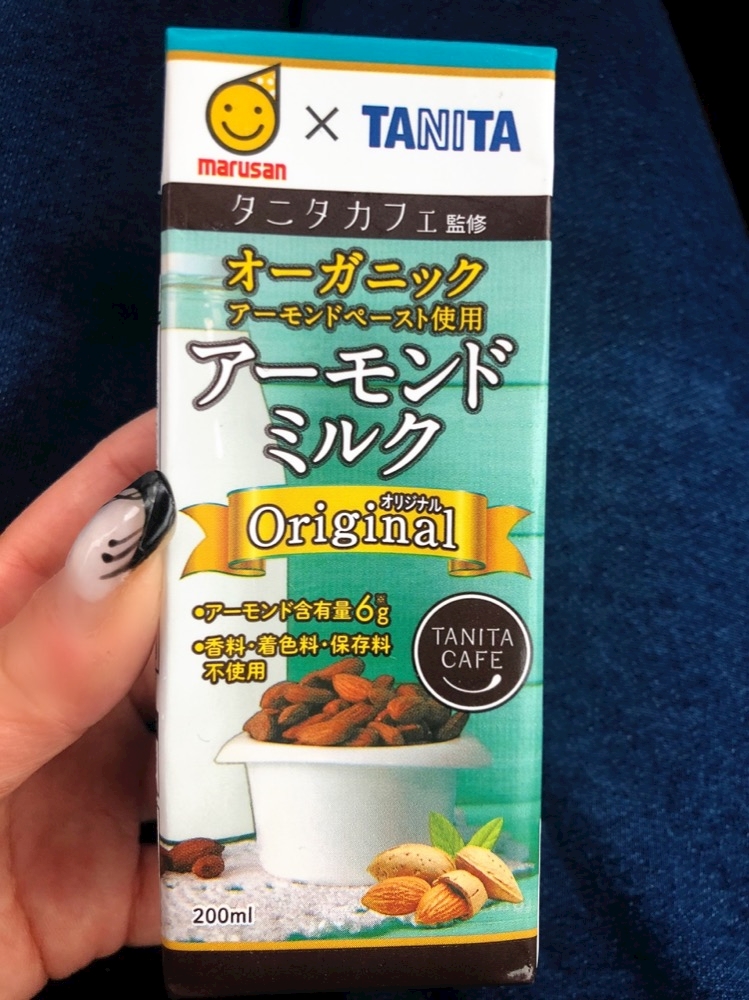 marusan × TANITA
タニタカフェ監修
オーガニック
アーモンドペースト使用
アーモンド
ミルク
オリジナル
Original
•アーモンド含有量6g※
•香料・着色料・保存料
不使用
TANITA
CAFE
200ml